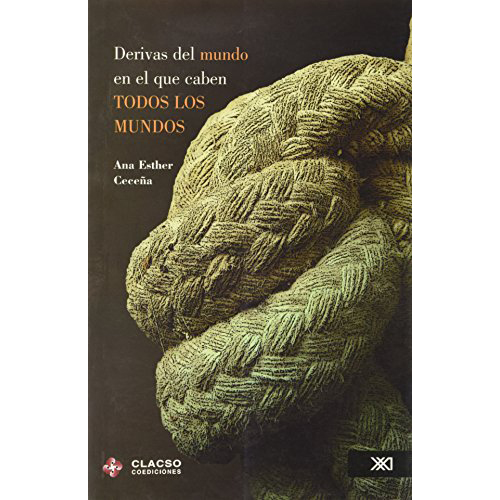 Derivas del mundo
en el que caben
TODOS LOS
MUNDOS
Ana Esther
Ceceña
CLACSO
COEDICIONES
XXI